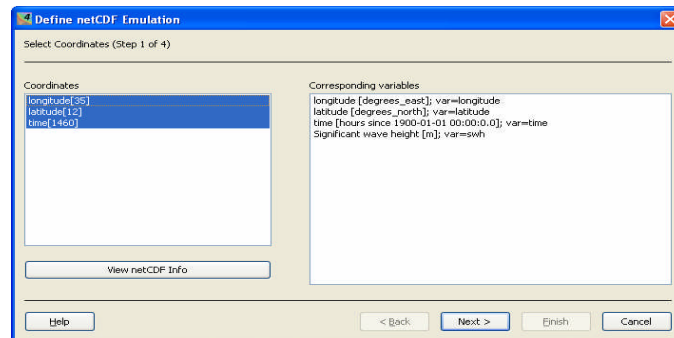 Define netCDF Emulation
Select Coordinates (Step 1 of 4)
Coordinates
longitude[35]
latitude[12]
time[1460]
View netCDF Info
Corresponding variables
longitude [degrees_east]; var=longitude
latitude [degrees_north]; var=latitude
time [hours since 1900-01-01 00:00:0.0]; var=time
Significant wave height [m]; var=swh
Help
< Back
Next >
Finish
Cancel